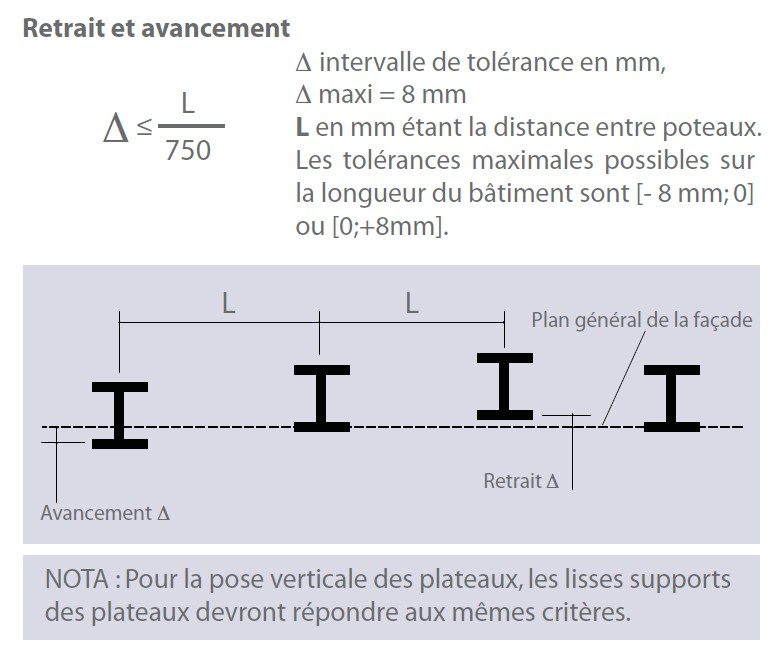 Retrait et avancement
Δ ≤ L
750
Δ intervalle de tolérance en mm,
Δ maxi = 8 mm
L en mm étant la distance entre poteaux.
Les tolérances maximales possibles sur
la longueur du bâtiment sont [- 8 mm; 0]
ou [0;+8mm].
L
L
Plan général de la façade
Retrait Δ
Avancement Δ
NOTA : Pour la pose verticale des plateaux, les lisses supports
des plateaux devront répondre aux mêmes critères.